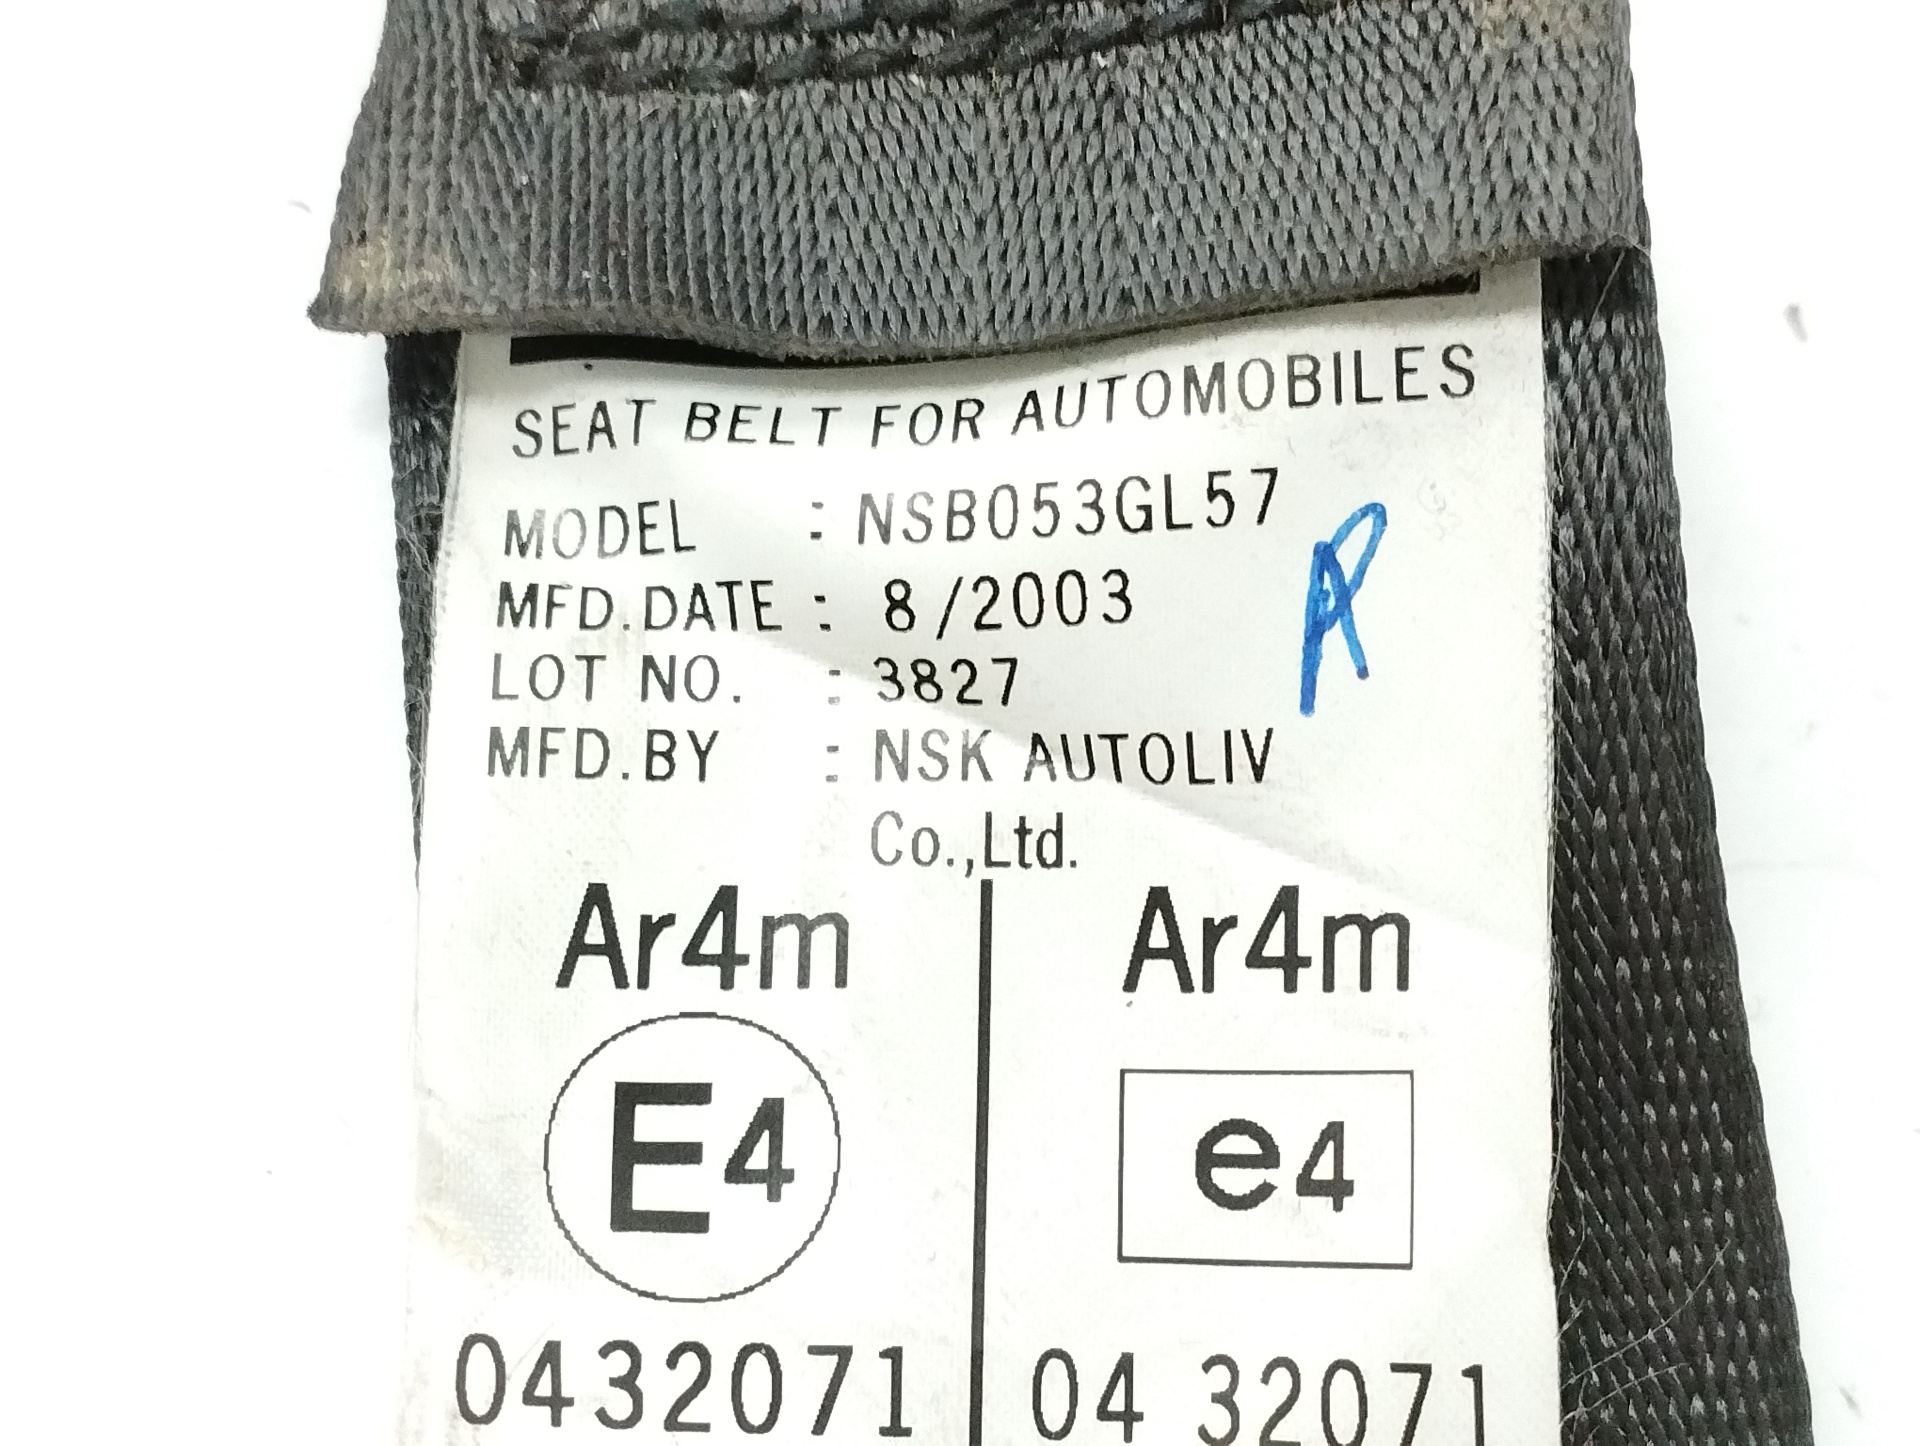 SEAT BELT FOR AUTOMOBILES
MODEL : NSB053GL57
MFD.DATE : 8/2003
LOT NO. : 3827
MFD.BY : NSK AUTOLIV
Co.,Ltd.
Ar4m Ar4m
E4 e4
0432071 04 32071